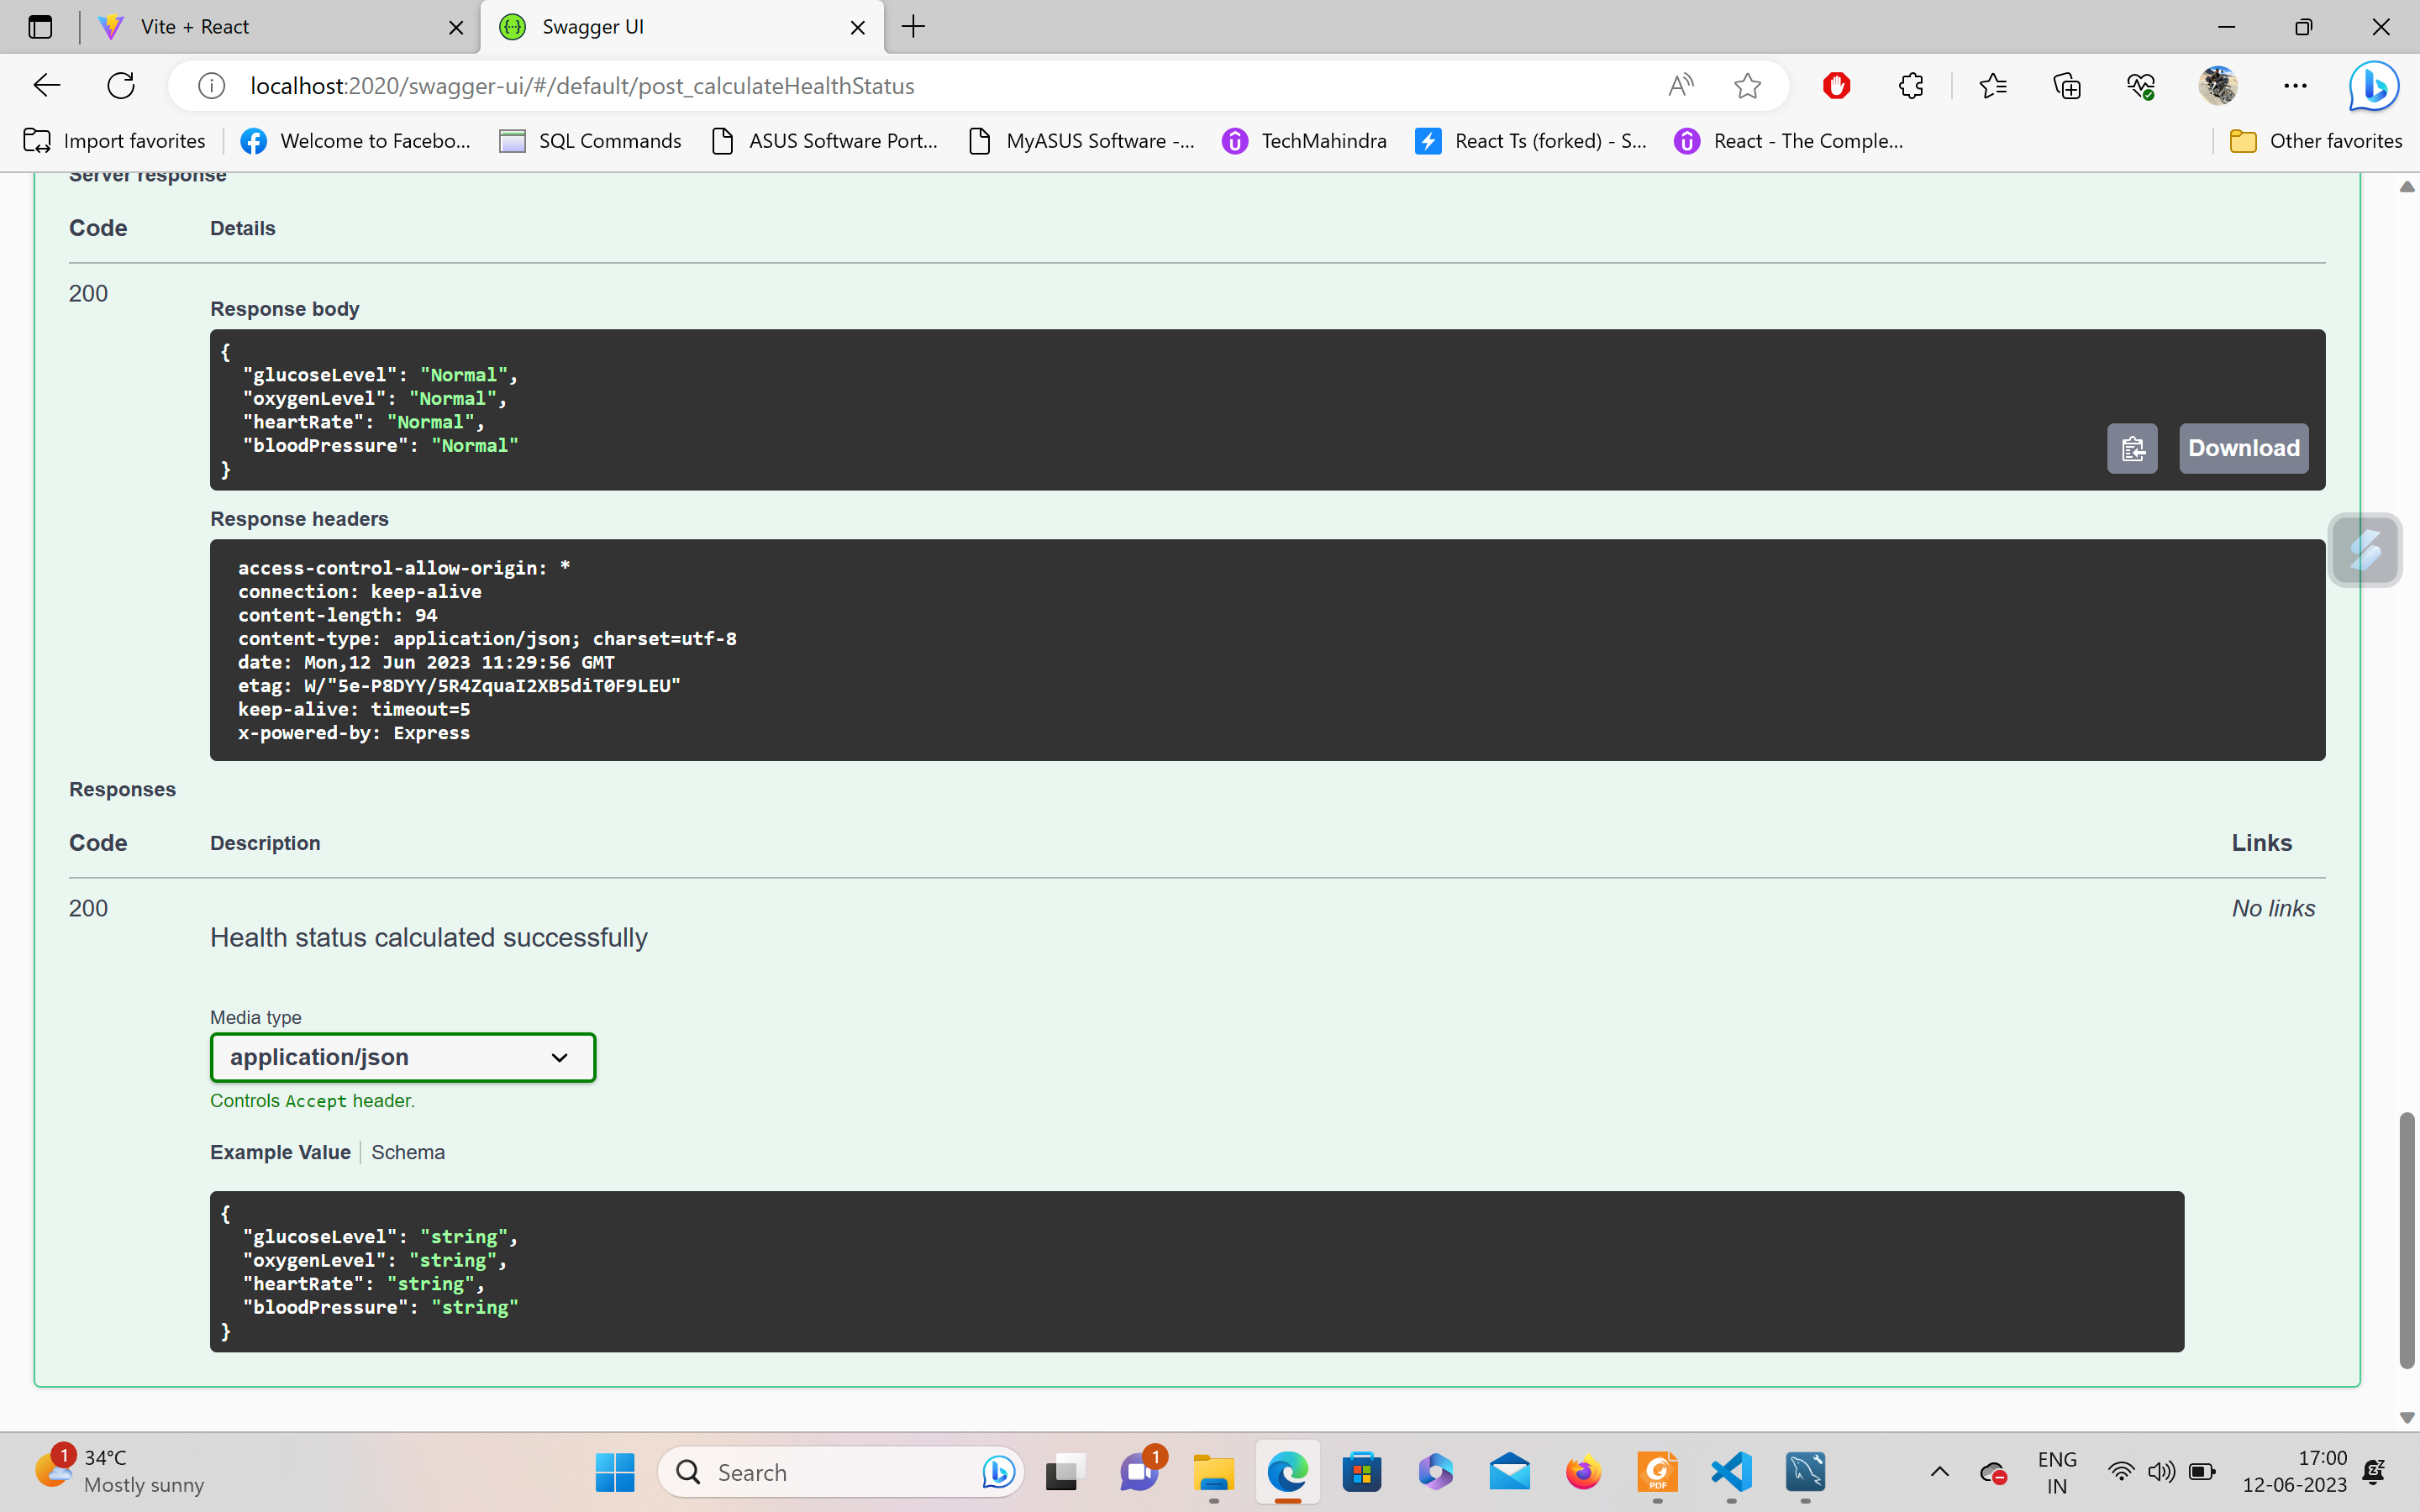 Vite + React
Swagger UI
localhost:2020/swagger-ui/#/default/post_calculateHealthStatus
Import favorites
Welcome to Facebo...
SQL Commands
ASUS Software Port...
MyASUS Software -...
TechMahindra
React Ts (forked) - S...
React - The Comple...
Other favorites
Server response
Code Details
200
Response body
{
"glucoseLevel": "Normal",
"oxygenLevel": "Normal",
"heartRate": "Normal",
"bloodPressure": "Normal"
}
Download
Response headers
access-control-allow-origin: *
connection: keep-alive
content-length: 94
content-type: application/json; charset=utf-8
date: Mon,12 Jun 2023 11:29:56 GMT
etag: W/"5e-P8DYY/5R4ZquaI2XB5diT0F9LEU"
keep-alive: timeout=5
x-powered-by: Express
Responses
Code Description Links
200
No links
Health status calculated successfully
Media type
application/json
Controls Accept header.
Example Value Schema
{
"glucoseLevel": "string",
"oxygenLevel": "string",
"heartRate": "string",
"bloodPressure": "string"
}
1
34°C
Mostly sunny
Search
1
PDF
ENG
IN
17:00
12-06-2023